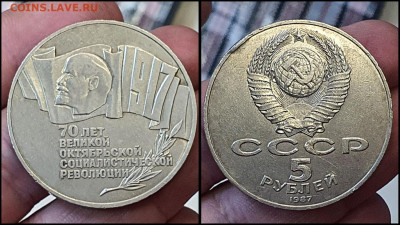 COINS.LAVE.RU
1917
70 ЛЕТ
ВЕЛИКОЙ
ОКТЯБРЬСКОЙ
СОЦИАЛИСТИЧЕСКОЙ
РЕВОЛЮЦИИ
СССР
5
РУБЛЕЙ
1987